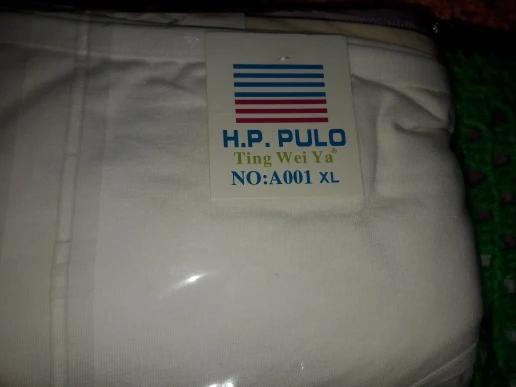 H.P. PULO
Ting Wei Ya®
NO:A001 XL